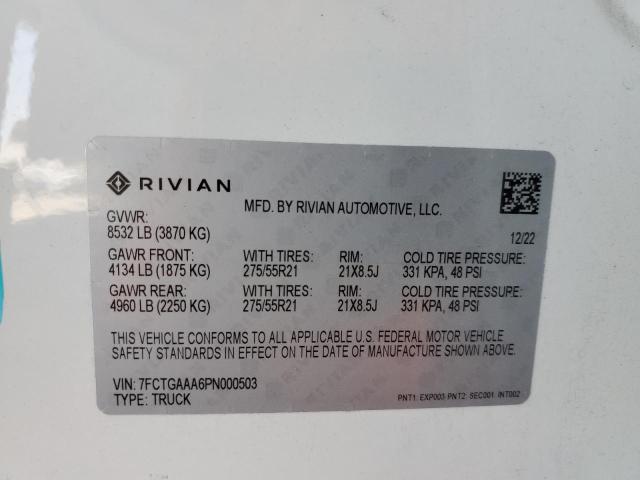 RIVIAN
MFD. BY RIVIAN AUTOMOTIVE, LLC.
GVWR:
8532 LB (3870 KG)
12/22
GAWR FRONT: WITH TIRES: RIM: COLD TIRE PRESSURE:
4134 LB (1875 KG) 275/55R21 21X8.5J 331 KPA, 48 PSI
GAWR REAR: WITH TIRES: RIM: COLD TIRE PRESSURE:
4960 LB (2250 KG) 275/55R21 21X8.5J 331 KPA, 48 PSI
THIS VEHICLE CONFORMS TO ALL APPLICABLE U.S. FEDERAL MOTOR VEHICLE
SAFETY STANDARDS IN EFFECT ON THE DATE OF MANUFACTURE SHOWN ABOVE.
VIN: 7FCTGAAA6PN000503
TYPE: TRUCK
PNT1: EXP003 PNT2: SEC001 INT002